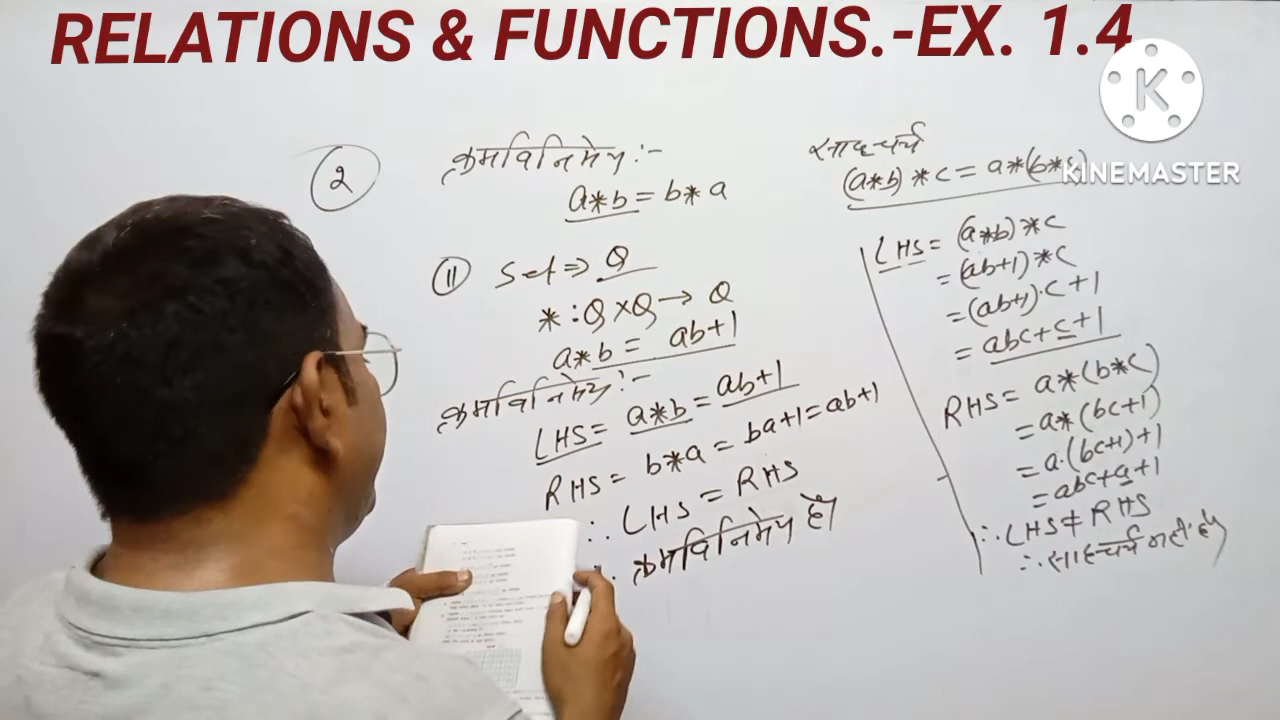 RELATIONS & FUNCTIONS.-EX. 1.4
K
KINEMASTER
2
क्रमविनिमेय :-
a*b = b*a
साहचर्य
(a*b) *c = a*(b*c)
II Set ⇒ Q
* : Q×Q → Q
a*b = ab+1
क्रमविनिमेय :-
LHS = a*b = ab+1
RHS = b*a = ba+1 = ab+1
∴ LHS = RHS
∴ क्रमविनिमेय है
LHS = (a*b)*c
= (ab+1)*c
= (ab+1)·c+1
= abc+c+1
RHS = a*(b*c)
= a*(bc+1)
= a·(bc+1)+1
= abc+a+1
∴ LHS ≠ RHS
∴ साहचर्य नहीं है